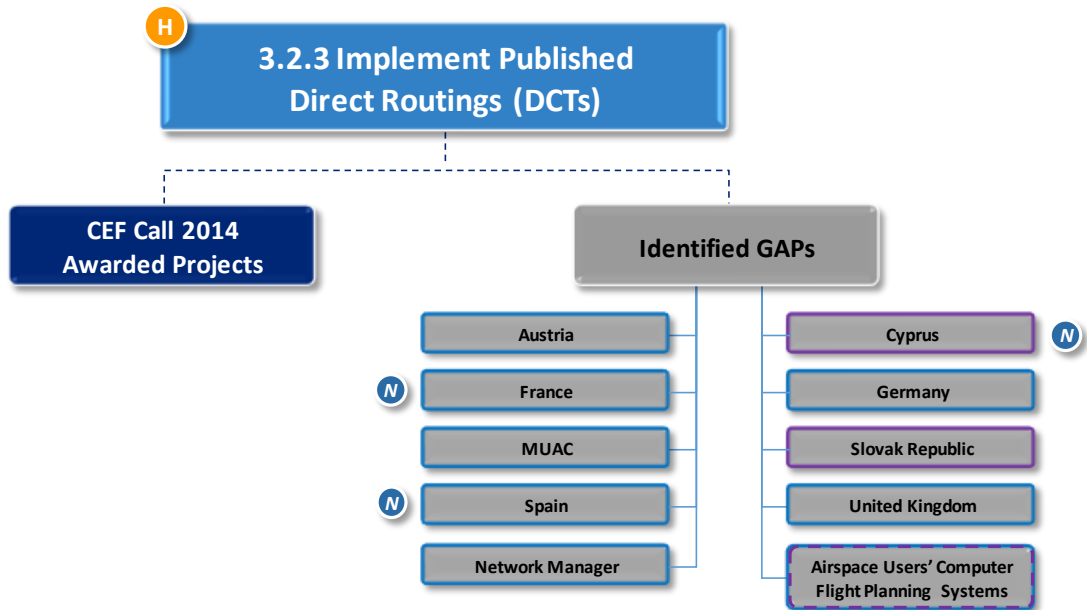 H
3.2.3 Implement Published
Direct Routings (DCTs)
CEF Call 2014
Awarded Projects
Identified GAPs
Austria
Cyprus
N
N
France
Germany
MUAC
Slovak Republic
N
Spain
United Kingdom
Network Manager
Airspace Users' Computer
Flight Planning Systems